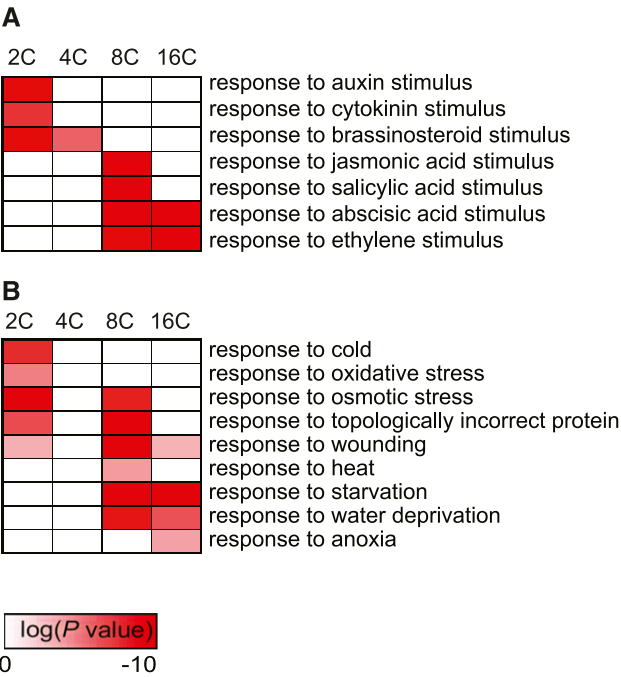 A
2C 4C 8C 16C
response to auxin stimulus
response to cytokinin stimulus
response to brassinosteroid stimulus
response to jasmonic acid stimulus
response to salicylic acid stimulus
response to abscisic acid stimulus
response to ethylene stimulus
B
2C 4C 8C 16C
response to cold
response to oxidative stress
response to osmotic stress
response to topologically incorrect protein
response to wounding
response to heat
response to starvation
response to water deprivation
response to anoxia
log(P value)
0 -10